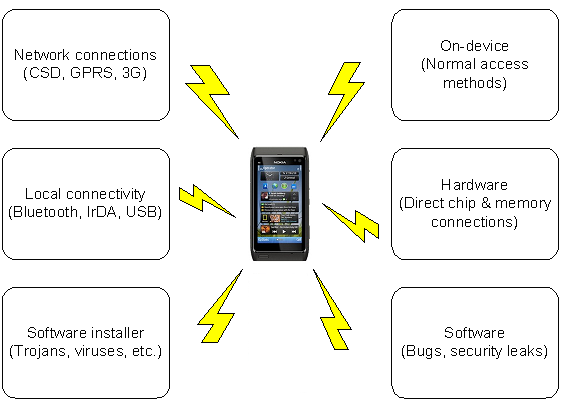 Network connections
(CSD, GPRS, 3G)
On-device
(Normal access
methods)
NOKIA
Local connectivity
(Bluetooth, IrDA, USB)
Hardware
(Direct chip & memory
connections)
Software installer
(Trojans, viruses, etc.)
Software
(Bugs, security leaks)